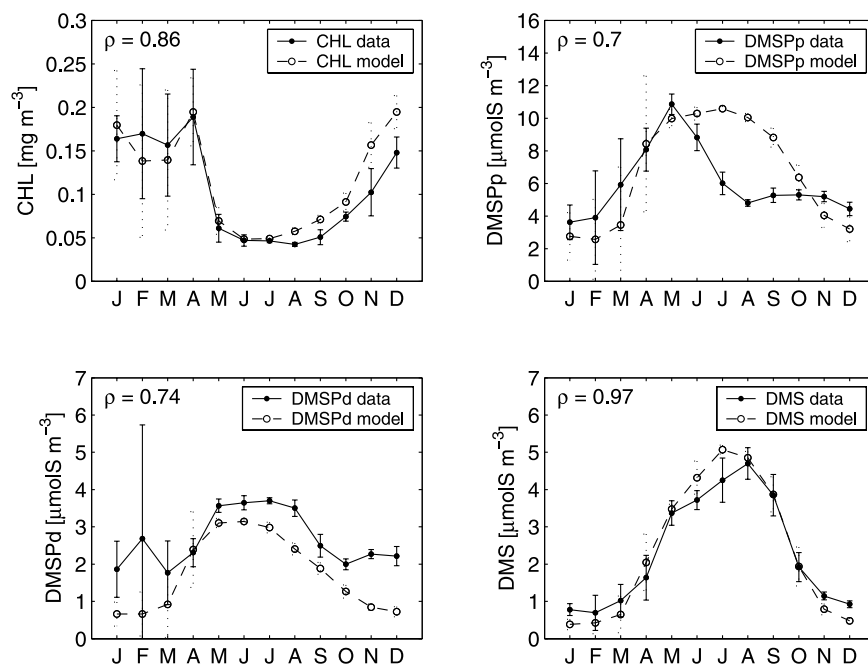 ρ = 0.86
CHL data
CHL model
CHL [mg m⁻³]
0.3
0.25
0.2
0.15
0.1
0.05
0
J F M A M J J A S O N D
ρ = 0.7
DMSPp data
DMSPp model
DMSPp [μmolS m⁻³]
16
14
12
10
8
6
4
2
0
J F M A M J J A S O N D
ρ = 0.74
DMSPd data
DMSPd model
DMSPd [μmolS m⁻³]
7
6
5
4
3
2
1
0
J F M A M J J A S O N D
ρ = 0.97
DMS data
DMS model
DMS [μmolS m⁻³]
7
6
5
4
3
2
1
0
J F M A M J J A S O N D